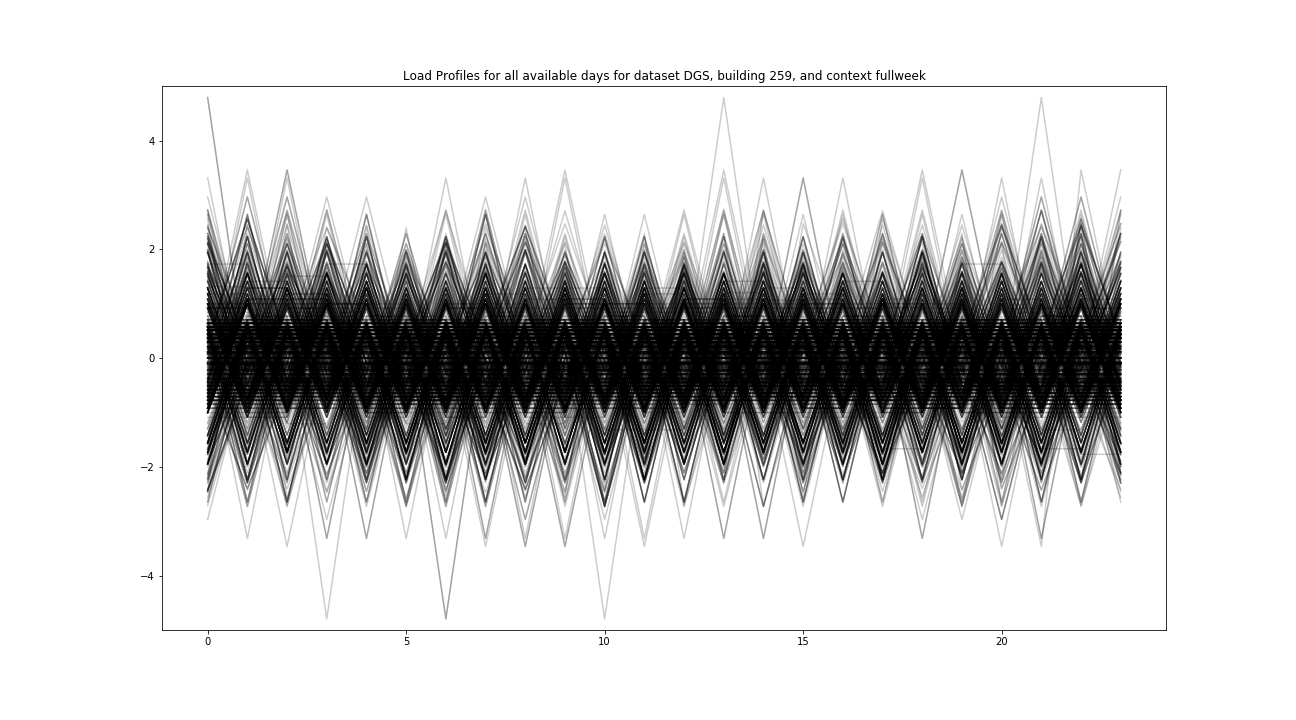 Load Profiles for all available days for dataset DGS, building 259, and context fullweek
4
2
0
−2
−4
0 5 10 15 20